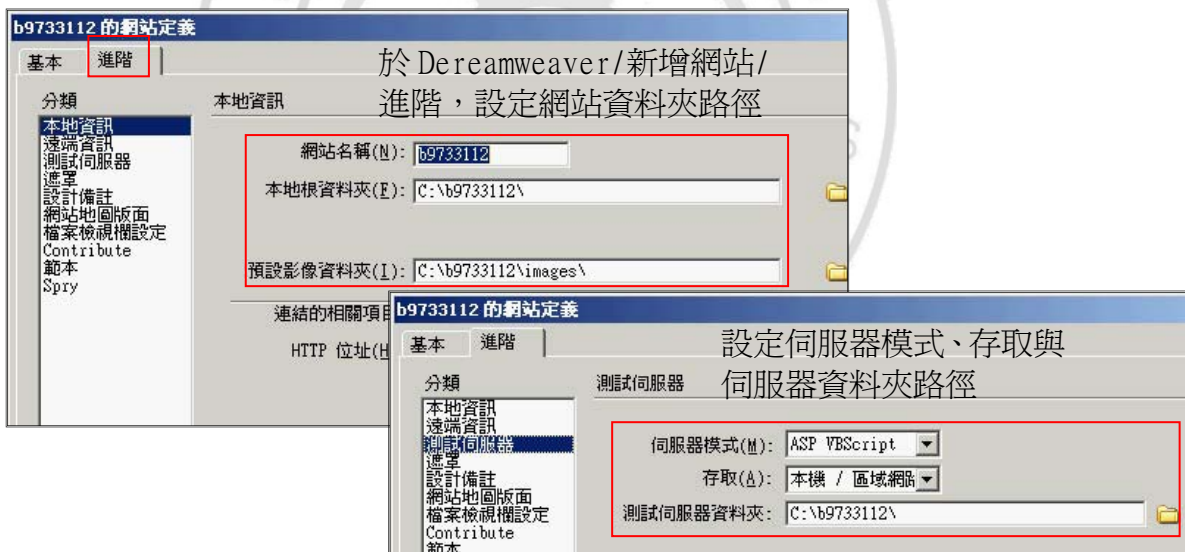 b9733112 的網站定義
基本 進階
於 Dereamweaver/新增網站/
進階，設定網站資料夾路徑
分類
本地資訊
遠端資訊
測試伺服器
遮罩
設計備註
網站地圖版面
檔案檢視欄設定
Contribute
範本
Spry
本地資訊
網站名稱(N): b9733112
本地根資料夾(F): C:\b9733112\
預設影像資料夾(I): C:\b9733112\images\
連結的相關項目
HTTP 位址(H
b9733112 的網站定義
基本 進階
設定伺服器模式、存取與
伺服器資料夾路徑
分類
本地資訊
遠端資訊
測試伺服器
遮罩
設計備註
網站地圖版面
檔案檢視欄設定
Contribute
範本
測試伺服器
伺服器模式(M): ASP VBScript
存取(A): 本機 / 區域網路
測試伺服器資料夾: C:\b9733112\